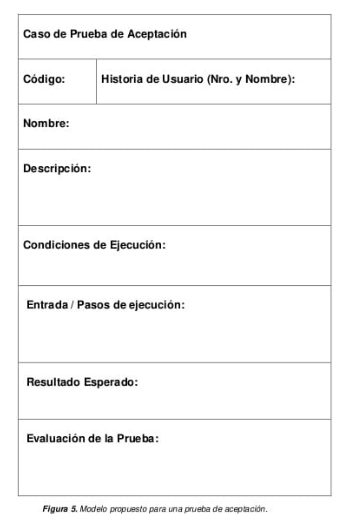 Caso de Prueba de Aceptación
Código:
Historia de Usuario (Nro. y Nombre):
Nombre:
Descripción:
Condiciones de Ejecución:
Entrada / Pasos de ejecución:
Resultado Esperado:
Evaluación de la Prueba:
Figura 5. Modelo propuesto para una prueba de aceptación.